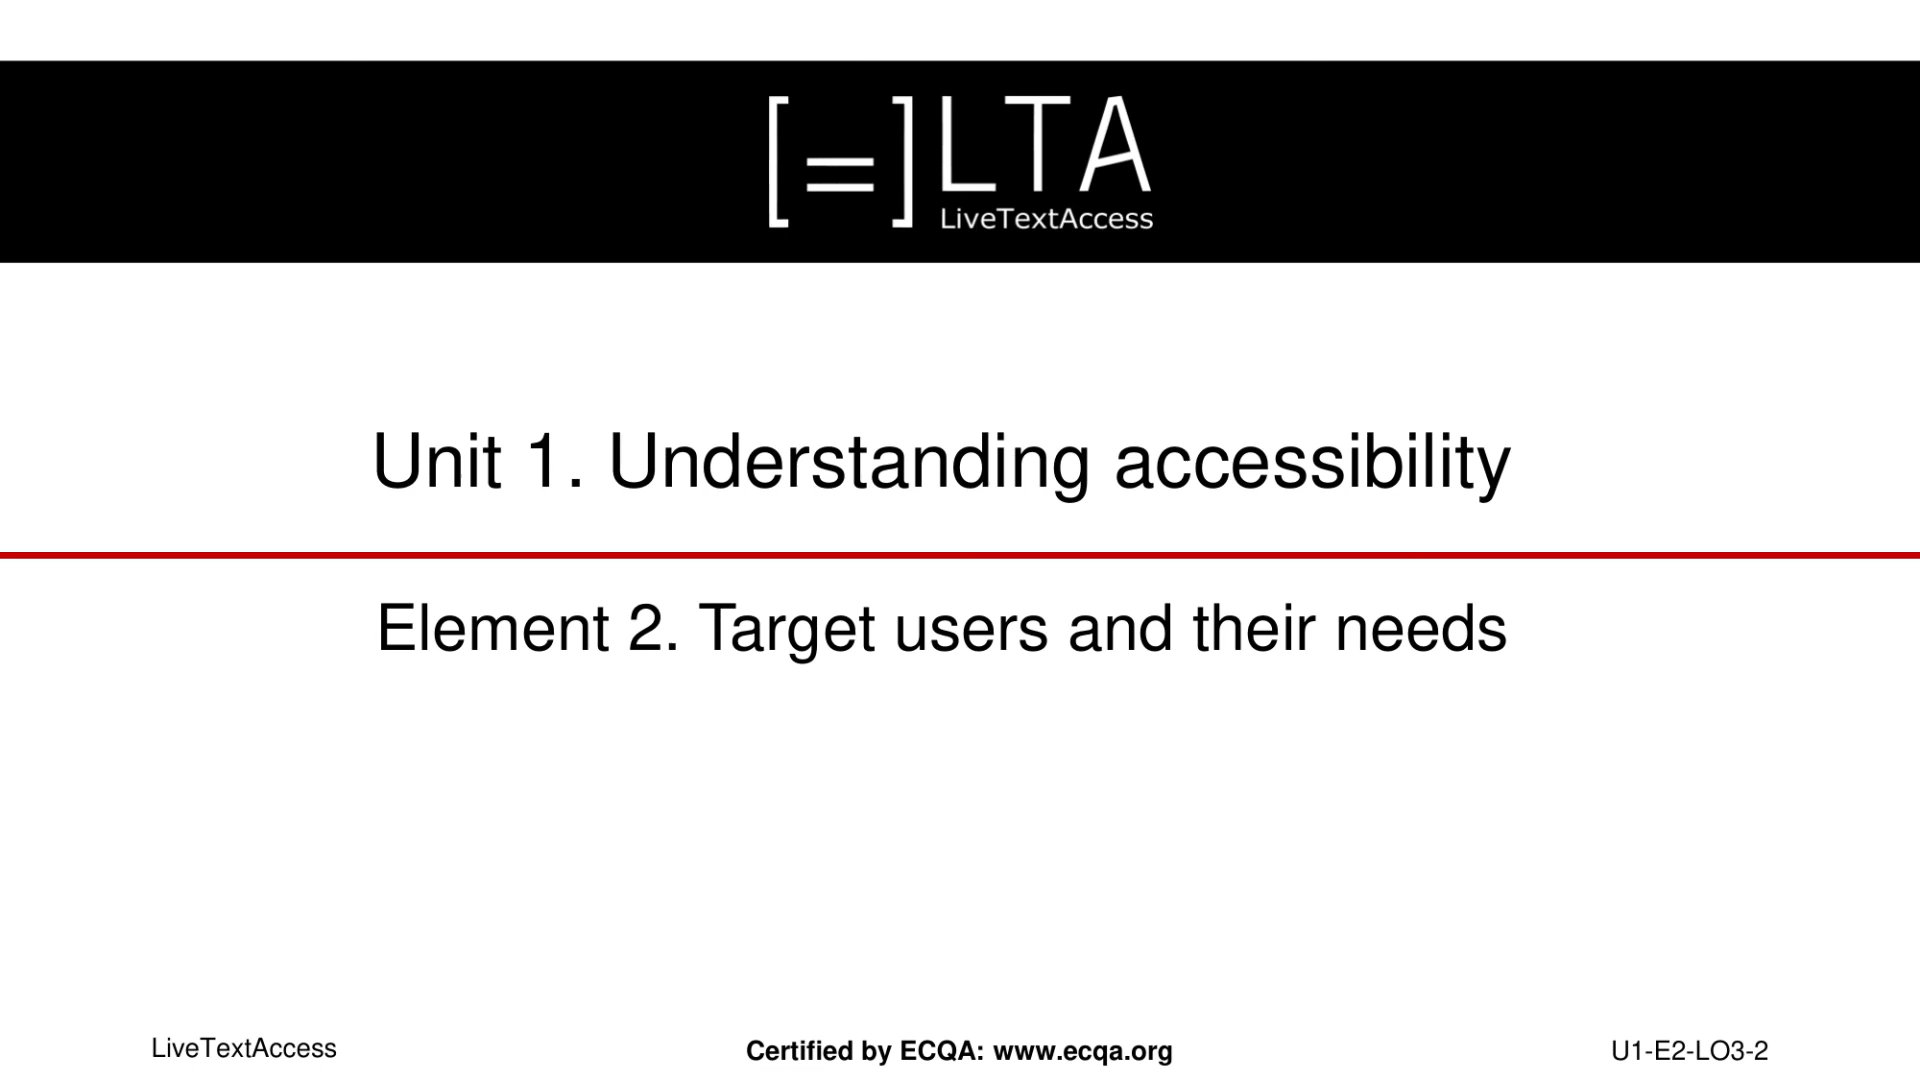 [=] LTA
LiveTextAccess
Unit 1. Understanding accessibility
Element 2. Target users and their needs
LiveTextAccess
Certified by ECQA: www.ecqa.org
U1-E2-LO3-2